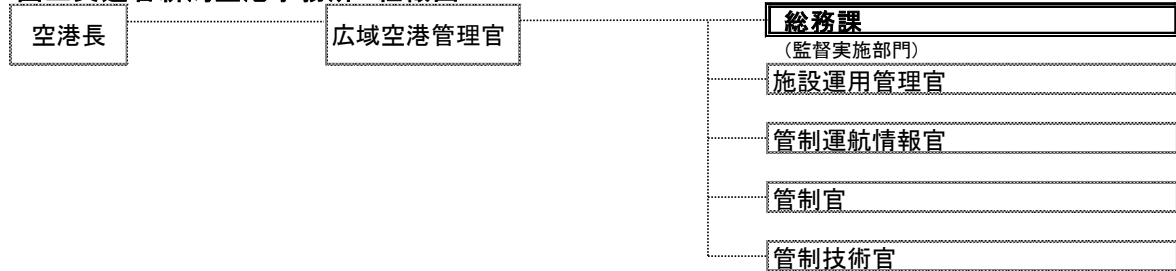 空港長
広域空港管理官
総務課
(監督実施部門)
施設運用管理官
管制運航情報官
管制官
管制技術官